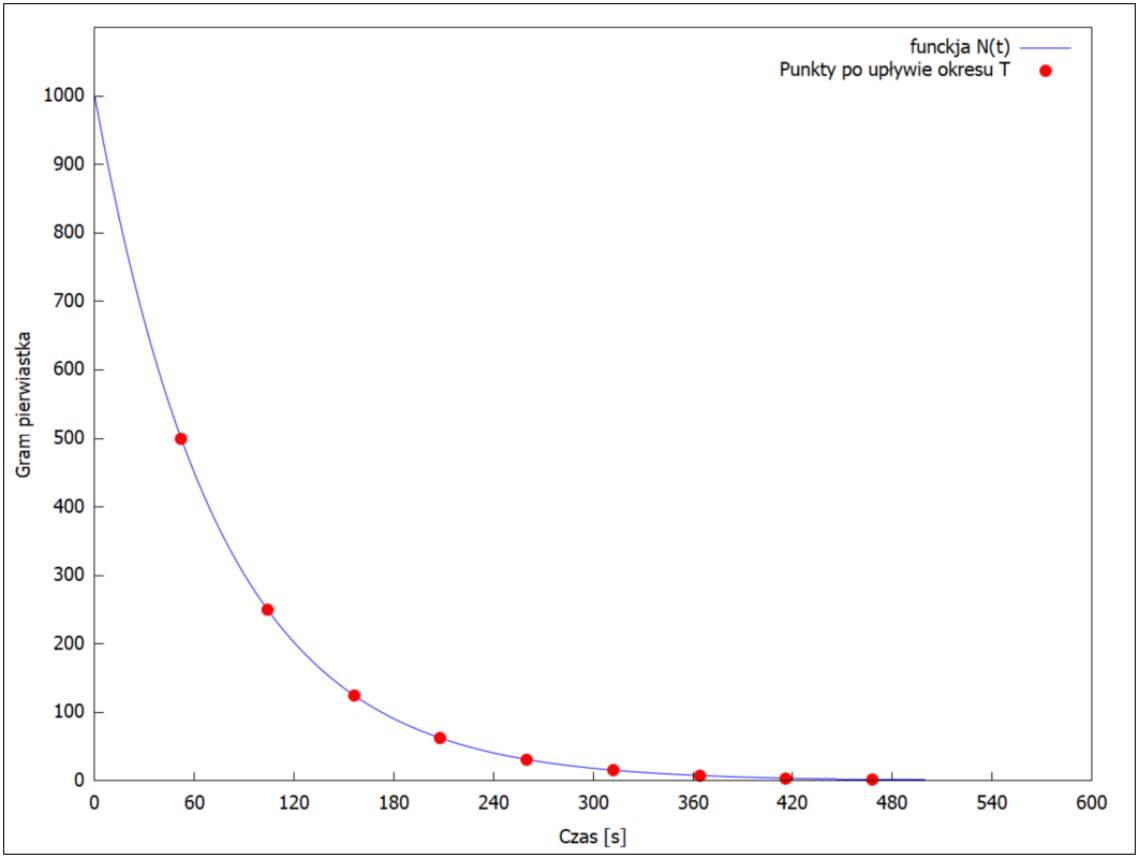 funckja N(t)
Punkty po upływie okresu T
1000
900
800
700
600
500
400
300
200
100
0
Gram pierwiastka
0 60 120 180 240 300 360 420 480 540 600
Czas [s]